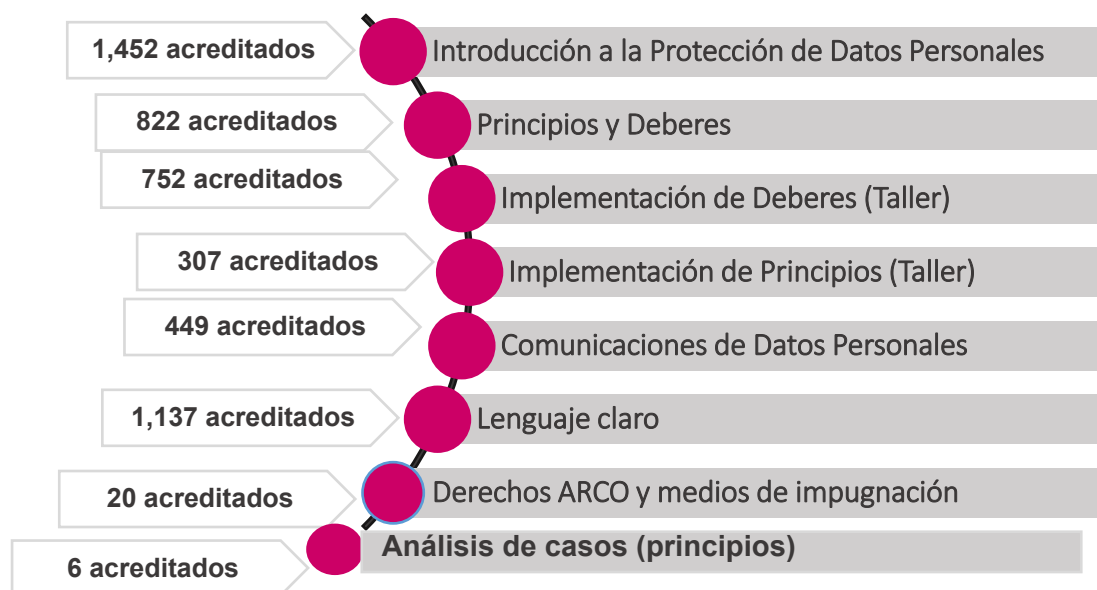 1,452 acreditados
Introducción a la Protección de Datos Personales
822 acreditados
Principios y Deberes
752 acreditados
Implementación de Deberes (Taller)
307 acreditados
Implementación de Principios (Taller)
449 acreditados
Comunicaciones de Datos Personales
1,137 acreditados
Lenguaje claro
20 acreditados
Derechos ARCO y medios de impugnación
6 acreditados
Análisis de casos (principios)